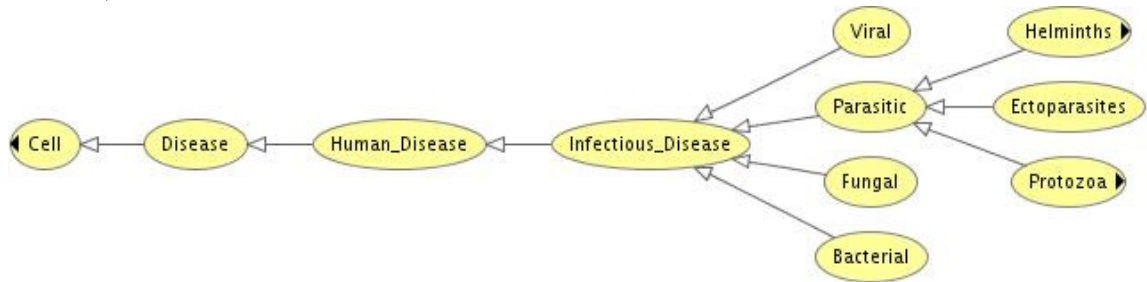 Viral
Helminths
Parasitic
Ectoparasites
Cell
Disease
Human_Disease
Infectious_Disease
Fungal
Protozoa
Bacterial